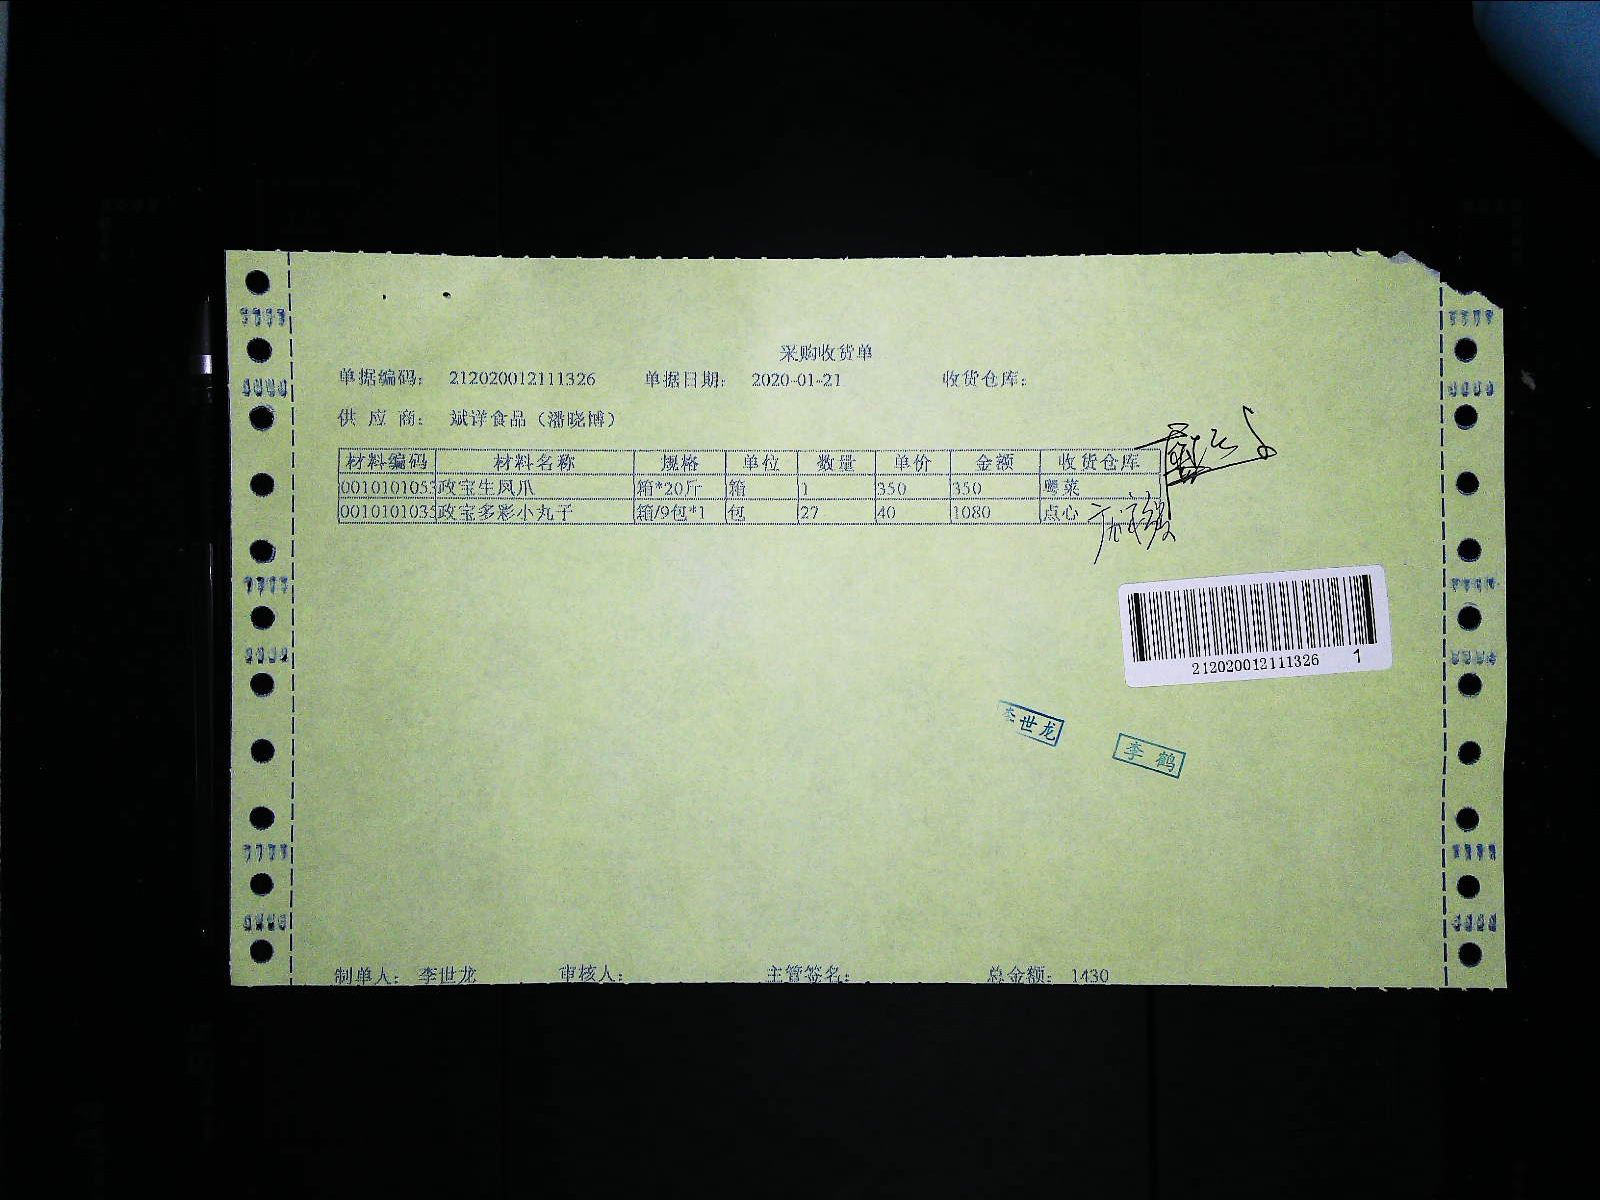 采购收货单
单据编码： 212020012111326 单据日期： 2020-01-21 收货仓库：
供 应 商： 斌详食品（潘晓博）
材料编码 材料名称 规格 单位 数量 单价 金额 收货仓库
0010101053 政宝生凤爪 箱*20斤 箱 1 350 350 粤菜
0010101035 政宝多彩小丸子 箱/9包*1 包 27 40 1080 点心
212020012111326 1
李世龙
李鹤
制单人： 李世龙 审核人： 主管签名： 总金额： 1430